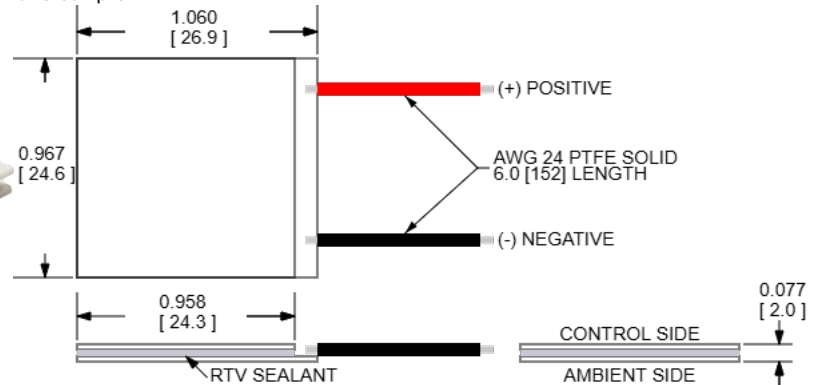 1.060
[ 26.9 ]
(+) POSITIVE
0.967
[ 24.6 ]
AWG 24 PTFE SOLID
6.0 [152] LENGTH
(-) NEGATIVE
0.958
[ 24.3 ]
0.077
[ 2.0 ]
CONTROL SIDE
RTV SEALANT
AMBIENT SIDE